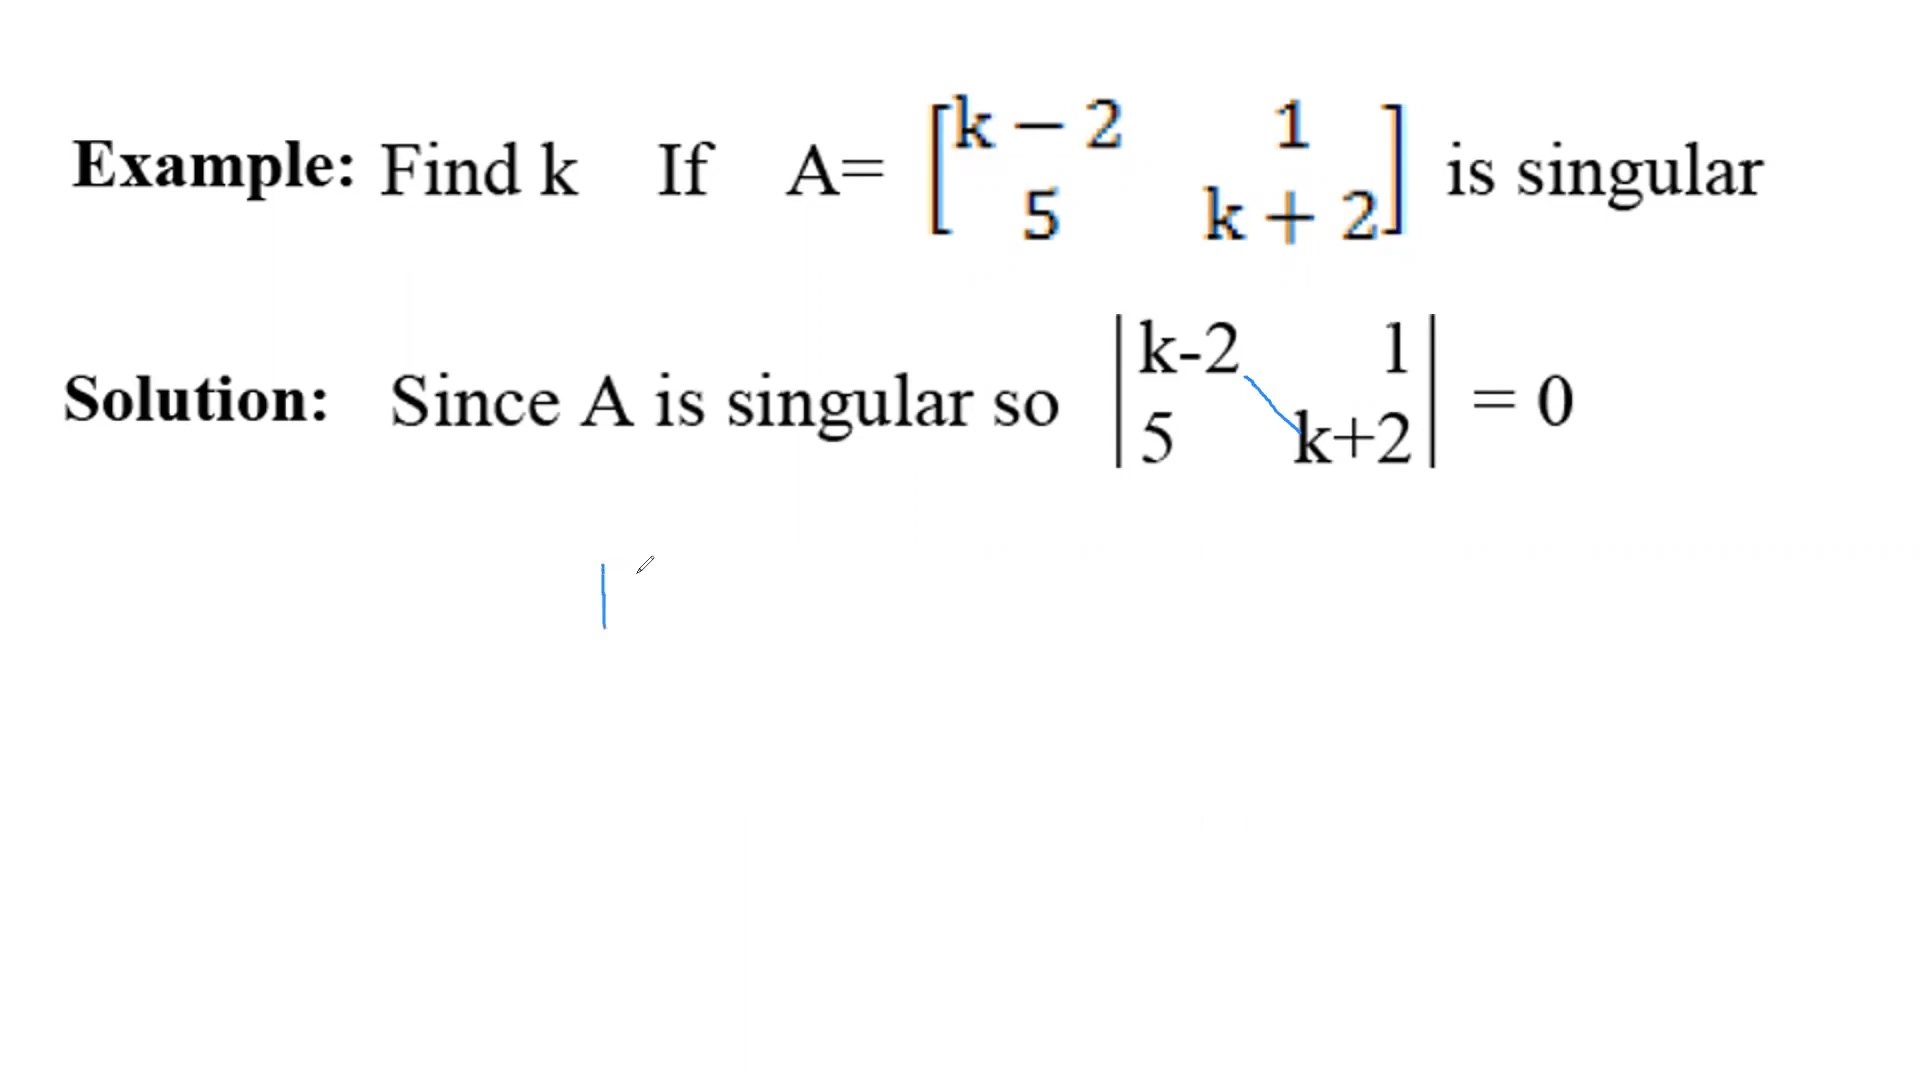 Example: Find k If A= [k − 2 1
5 k + 2] is singular
Solution: Since A is singular so |k-2 1
5 k+2| = 0